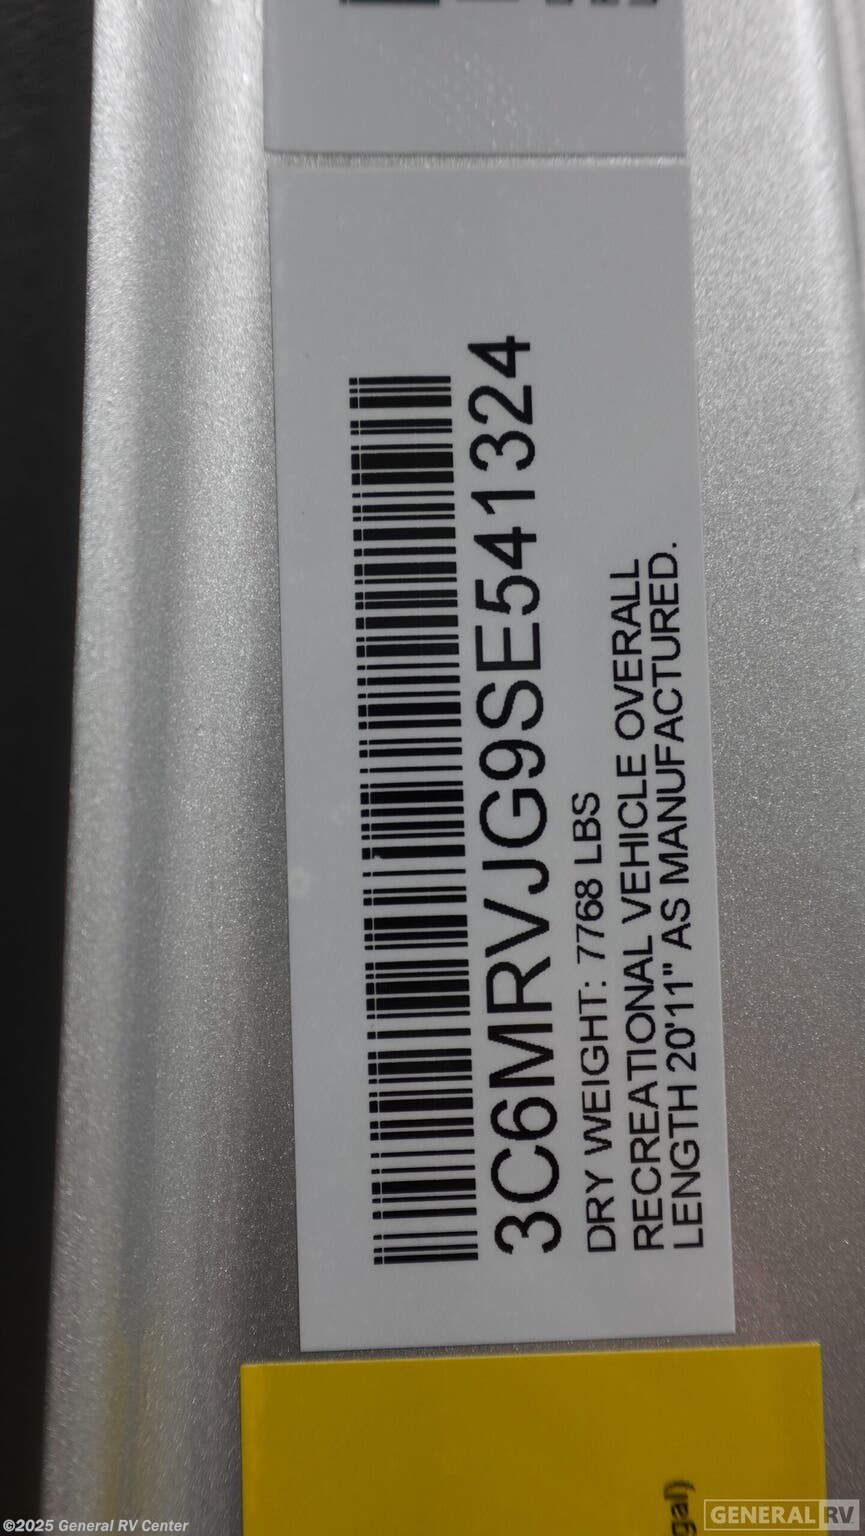 3C6MRVJG9SE541324
DRY WEIGHT: 7768 LBS
RECREATIONAL VEHICLE OVERALL
LENGTH 20'11" AS MANUFACTURED.
gal)
©2025 General RV Center
GENERAL RV